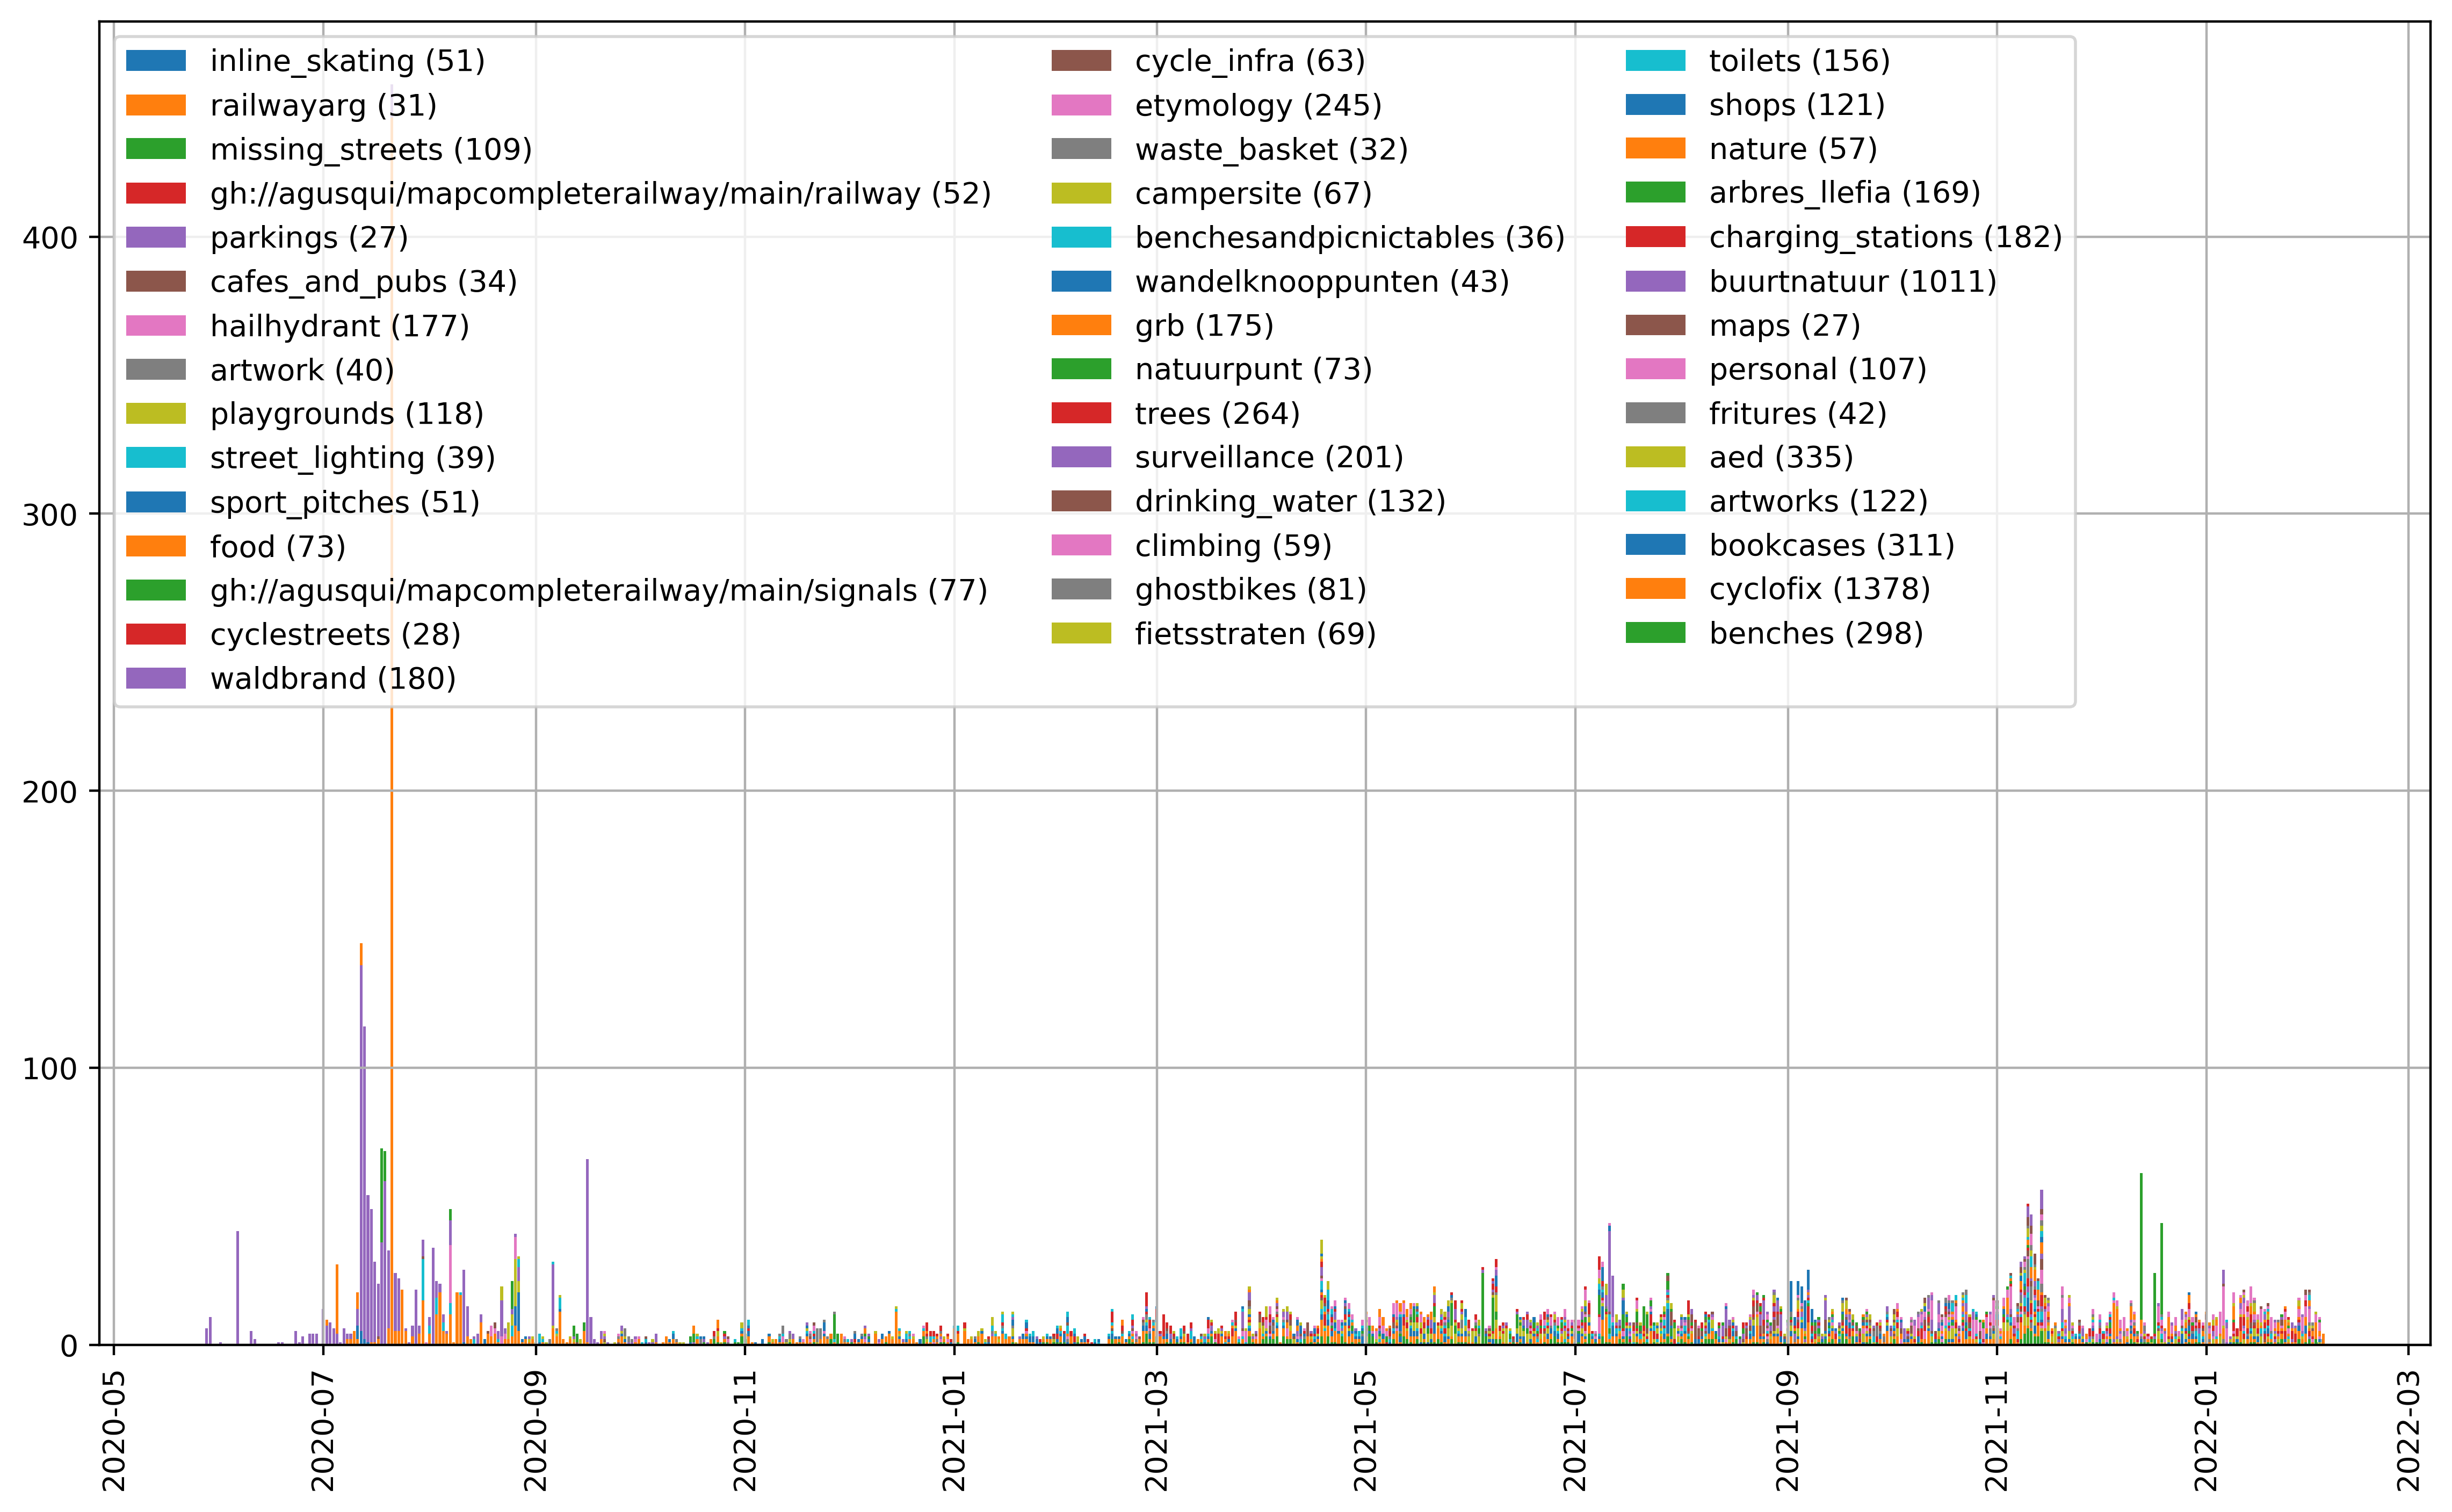 inline_skating (51)
railwayarg (31)
missing_streets (109)
gh://agusqui/mapcompleterailway/main/railway (52)
parkings (27)
cafes_and_pubs (34)
hailhydrant (177)
artwork (40)
playgrounds (118)
street_lighting (39)
sport_pitches (51)
food (73)
gh://agusqui/mapcompleterailway/main/signals (77)
cyclestreets (28)
waldbrand (180)
cycle_infra (63)
etymology (245)
waste_basket (32)
campersite (67)
benchesandpicnictables (36)
wandelknooppunten (43)
grb (175)
natuurpunt (73)
trees (264)
surveillance (201)
drinking_water (132)
climbing (59)
ghostbikes (81)
fietsstraten (69)
toilets (156)
shops (121)
nature (57)
arbres_llefia (169)
charging_stations (182)
buurtnatuur (1011)
maps (27)
personal (107)
fritures (42)
aed (335)
artworks (122)
bookcases (311)
cyclofix (1378)
benches (298)
400
300
200
100
0
2020-05
2020-07
2020-09
2020-11
2021-01
2021-03
2021-05
2021-07
2021-09
2021-11
2022-01
2022-03